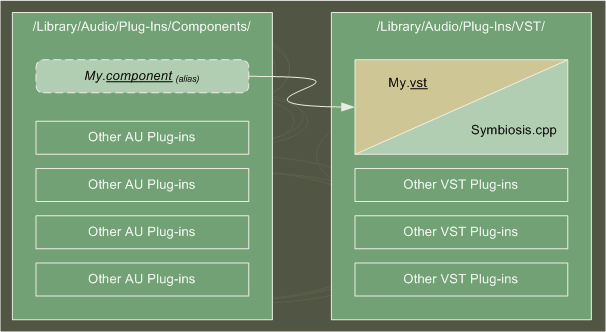 /Library/Audio/Plug-Ins/Components/
My.component (alias)
Other AU Plug-ins
Other AU Plug-ins
Other AU Plug-ins
Other AU Plug-ins
/Library/Audio/Plug-Ins/VST/
My.vst
Symbiosis.cpp
Other VST Plug-ins
Other VST Plug-ins
Other VST Plug-ins